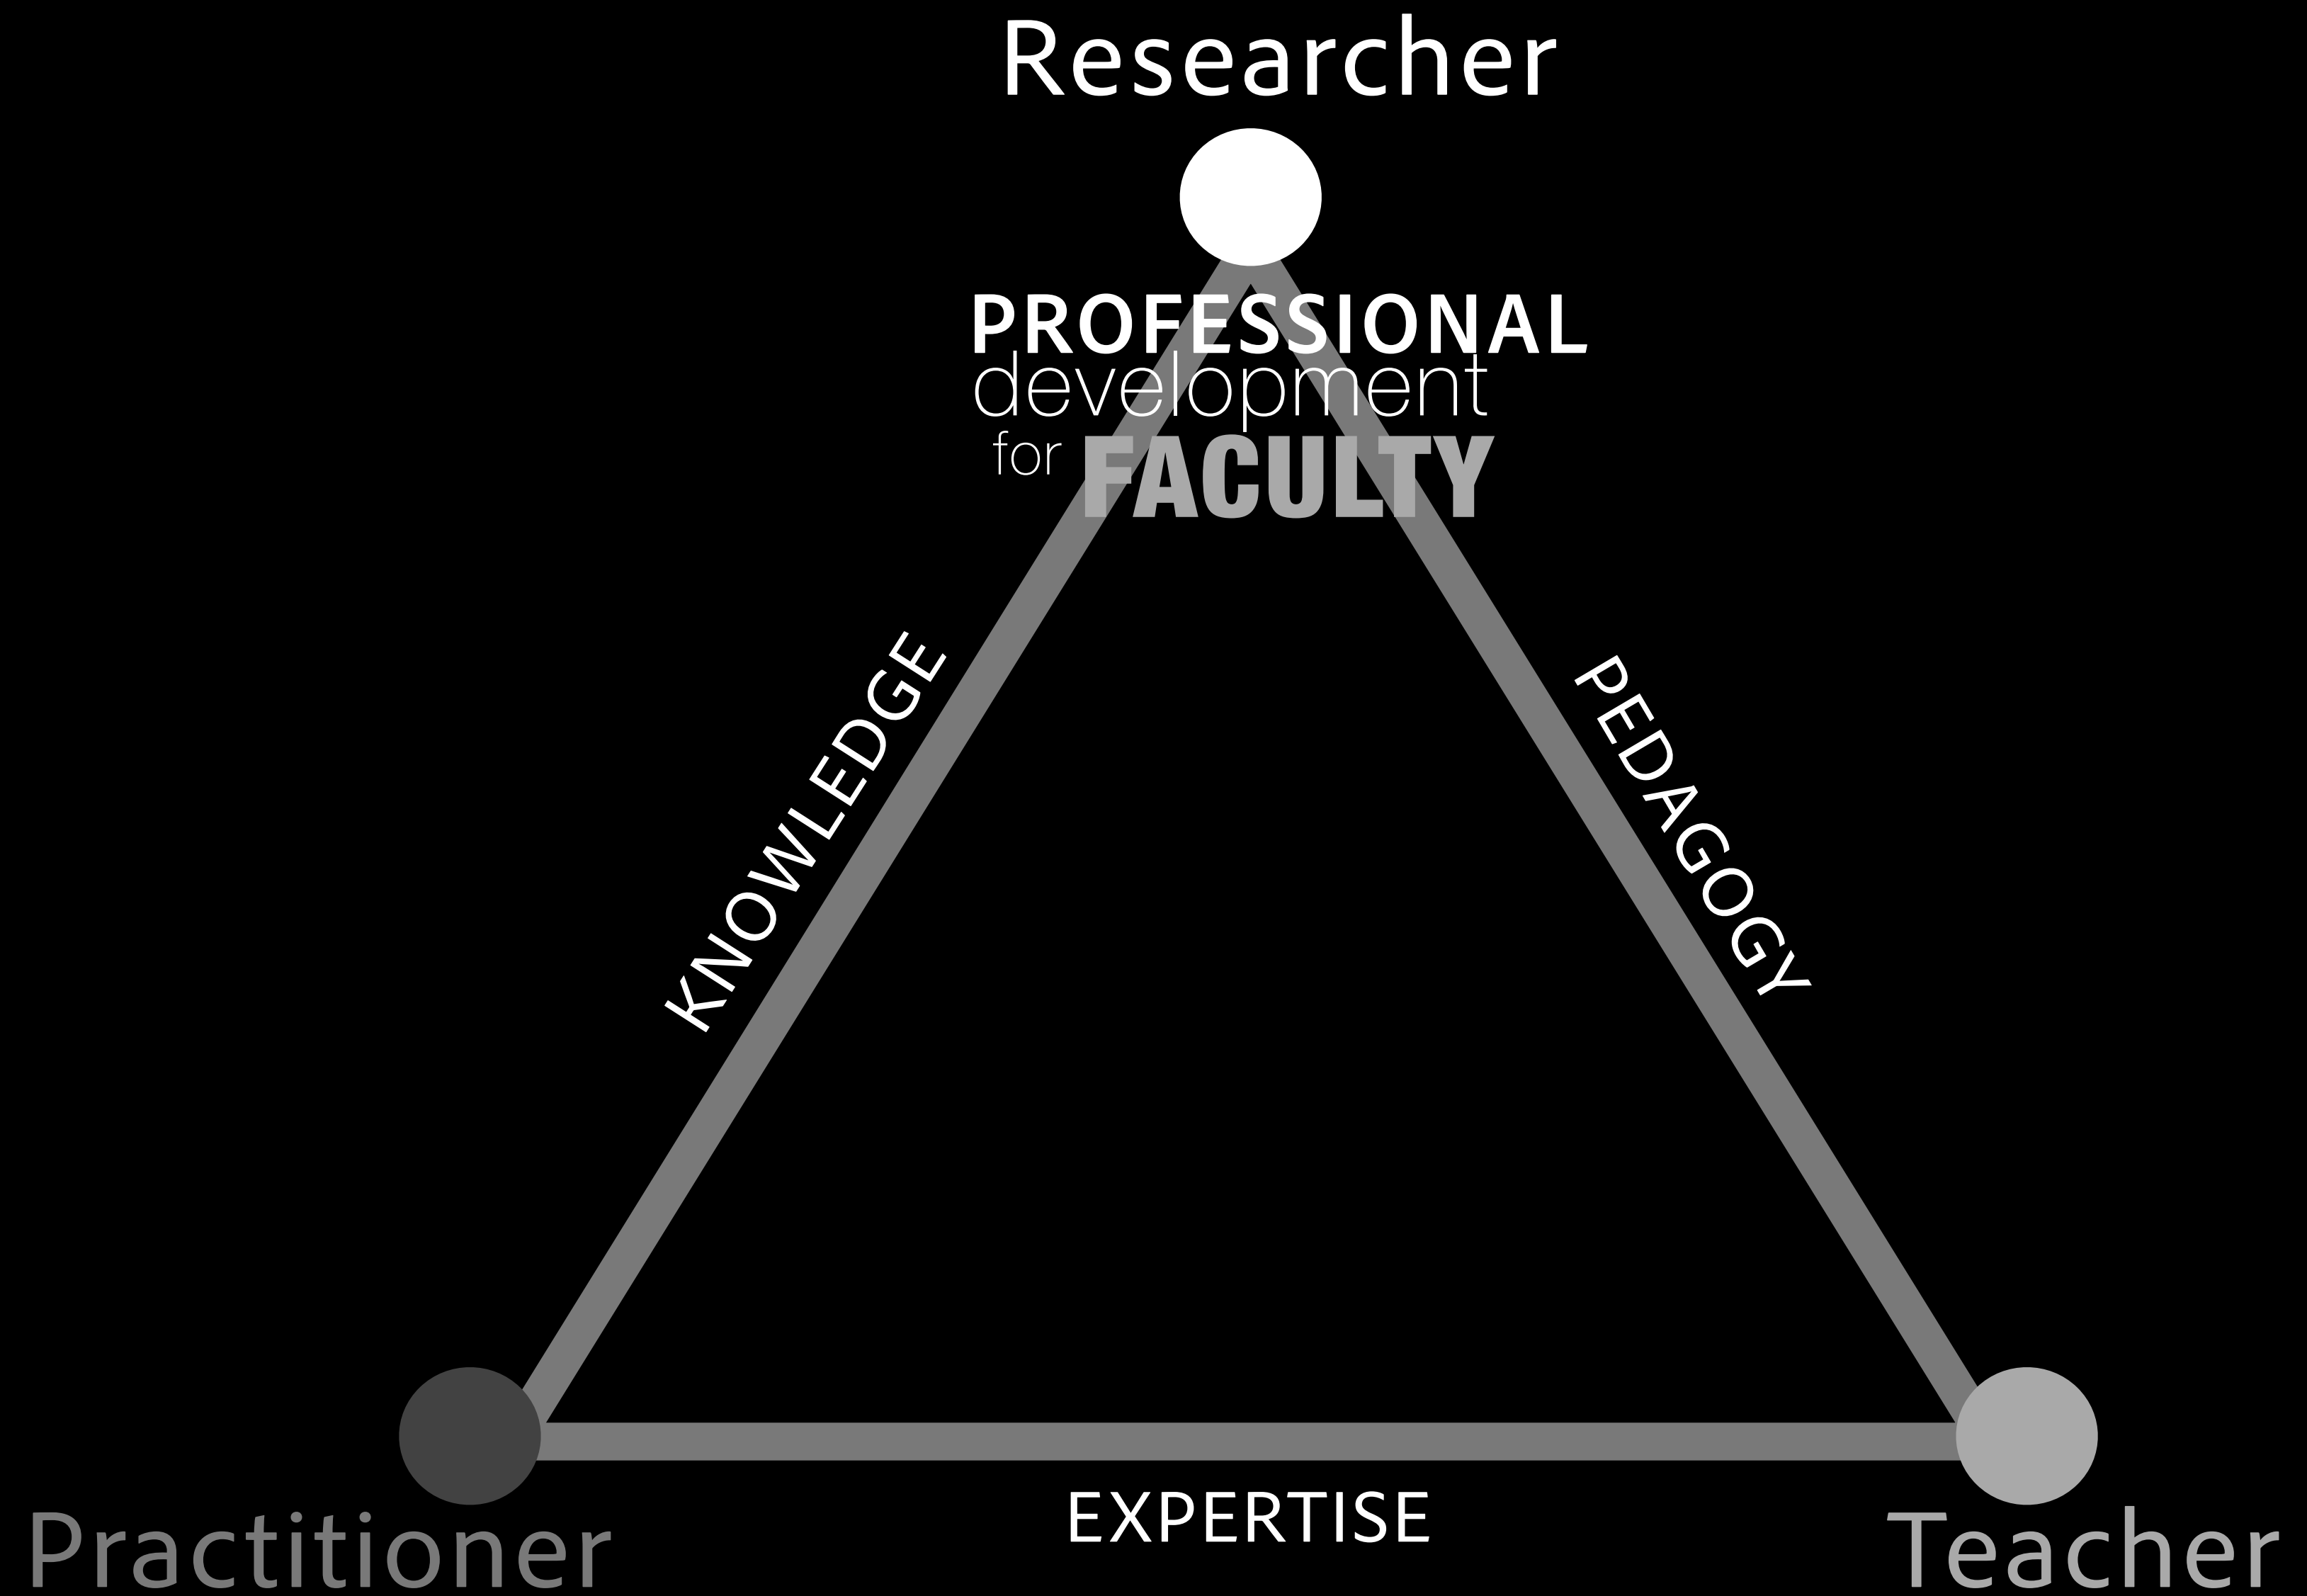 Researcher
PROFESSIONAL
development
for FACULTY
KNOWLEDGE
PEDAGOGY
EXPERTISE
Practitioner
Teacher